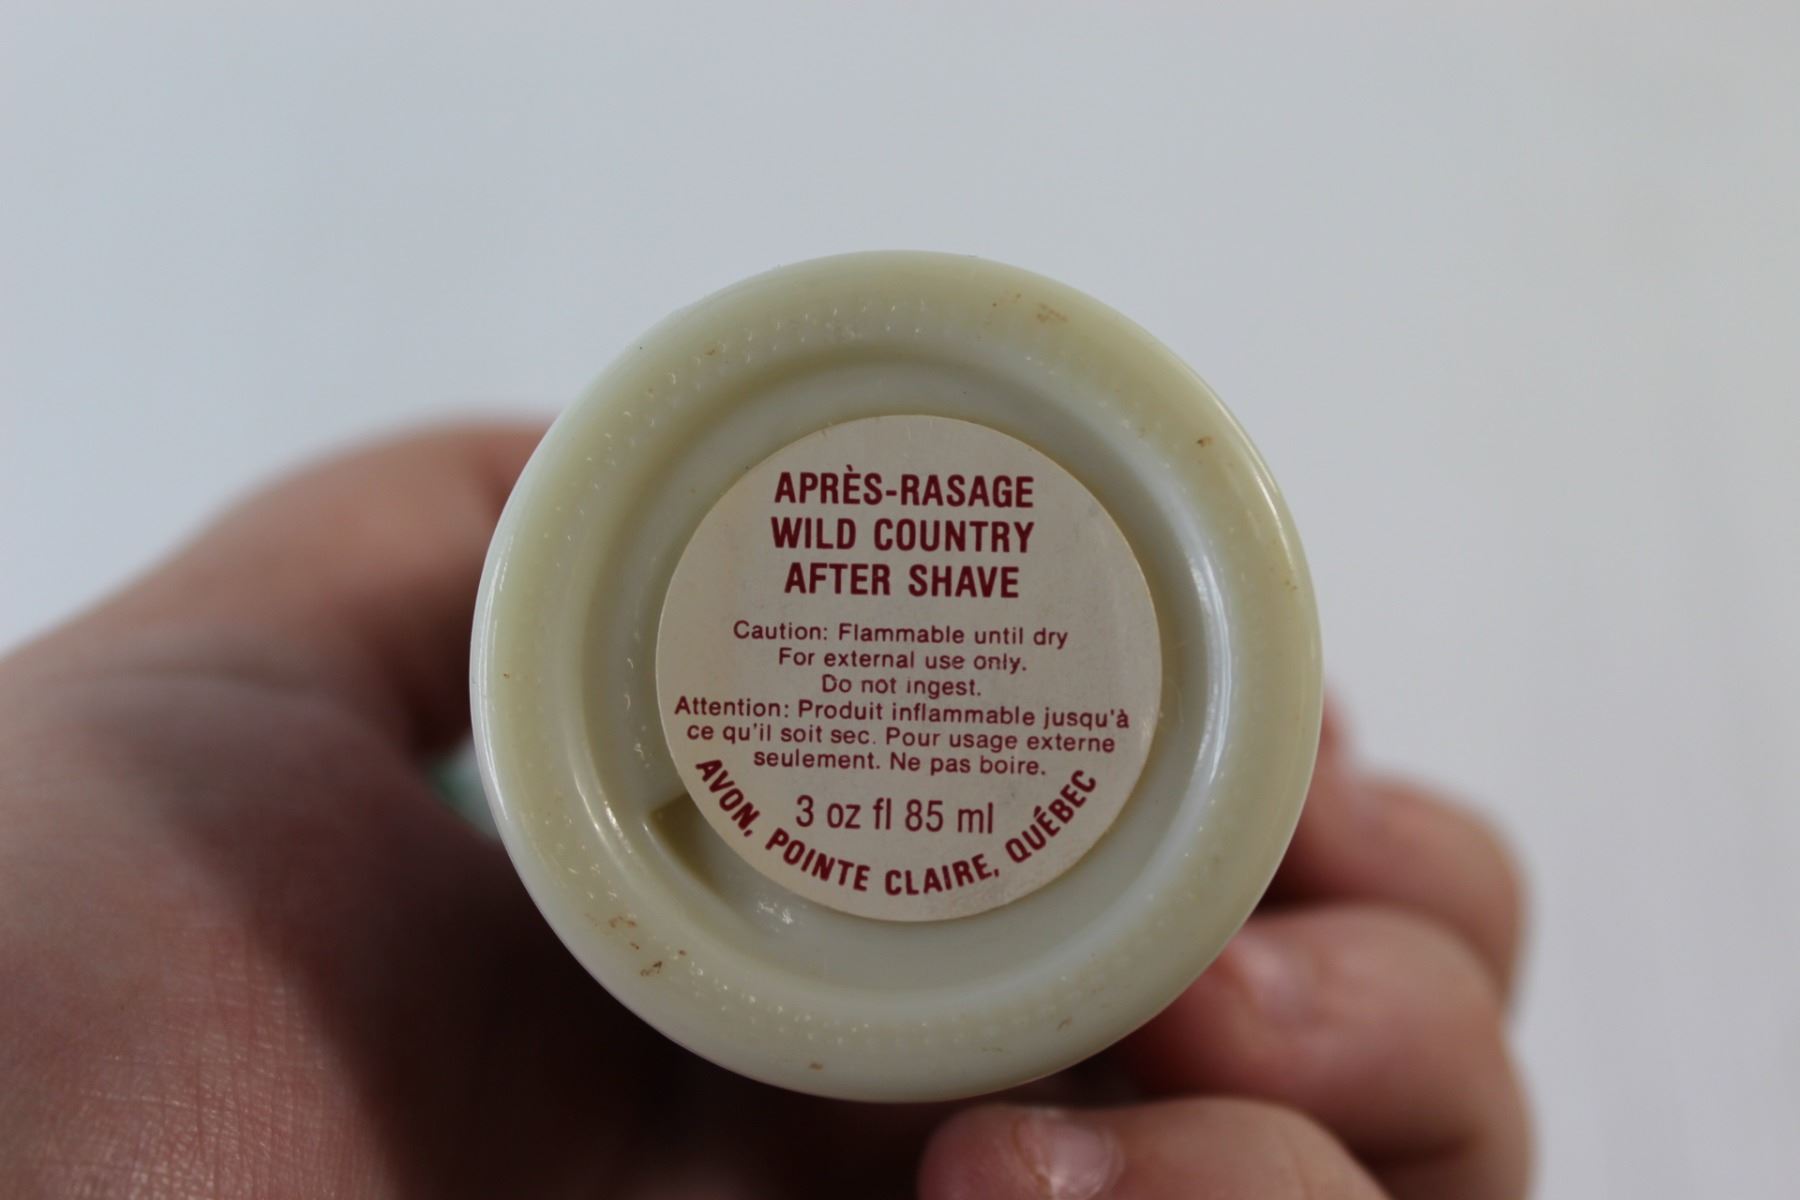 APRÈS-RASAGE
WILD COUNTRY
AFTER SHAVE
Caution: Flammable until dry
For external use only.
Do not ingest.
Attention: Produit inflammable jusqu'à
ce qu'il soit sec. Pour usage externe
seulement. Ne pas boire.
3 oz fl 85 ml
AVON, POINTE CLAIRE, QUÉBEC